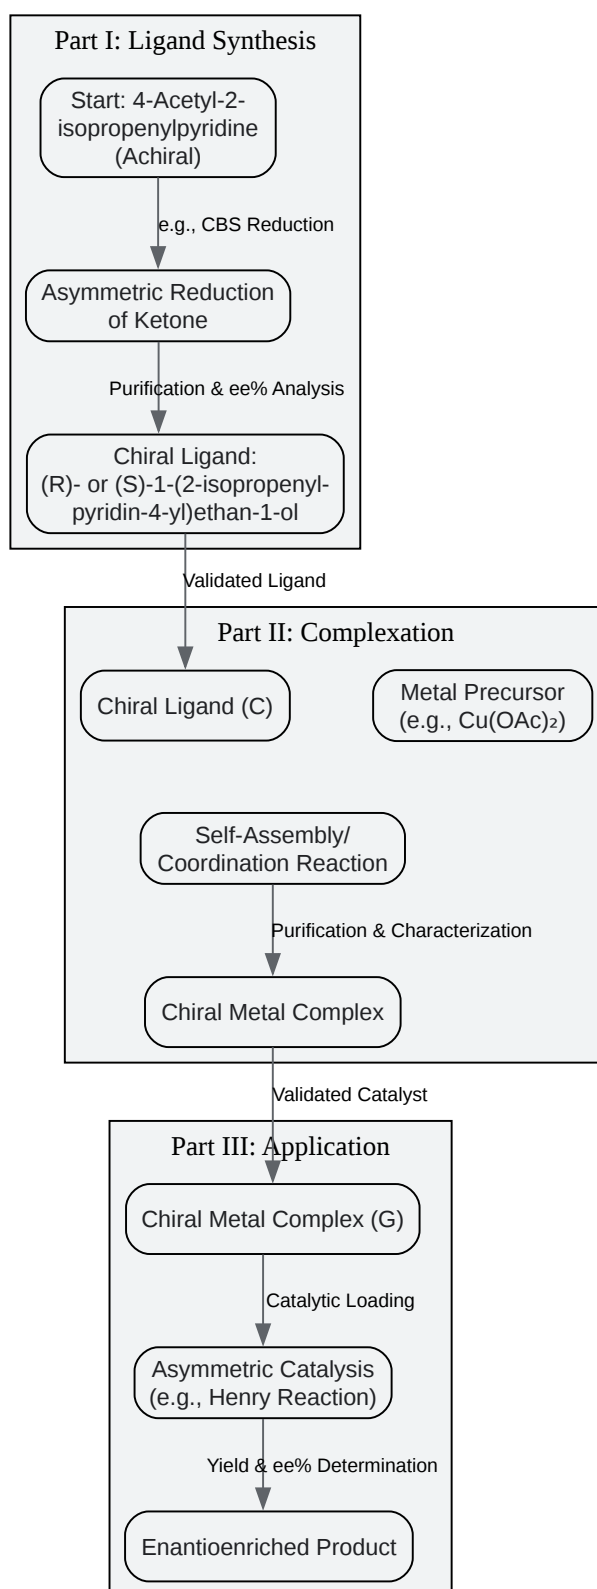 Part I: Ligand Synthesis
Start: 4-Acetyl-2-
isopropenylpyridine
(Achiral)
e.g., CBS Reduction
Asymmetric Reduction
of Ketone
Purification & ee% Analysis
Chiral Ligand:
(R)- or (S)-1-(2-isopropenyl-
pyridin-4-yl)ethan-1-ol
Validated Ligand
Part II: Complexation
Chiral Ligand (C)
Metal Precursor
(e.g., Cu(OAc)₂)
Self-Assembly/
Coordination Reaction
Purification & Characterization
Chiral Metal Complex
Validated Catalyst
Part III: Application
Chiral Metal Complex (G)
Catalytic Loading
Asymmetric Catalysis
(e.g., Henry Reaction)
Yield & ee% Determination
Enantioenriched Product